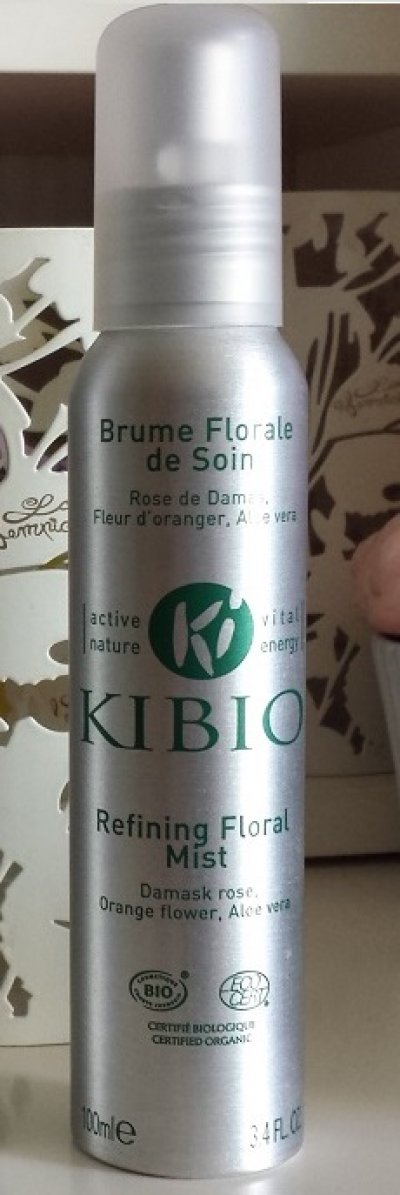 Brume Florale
de Soin
Rose de Damas,
Fleur d'oranger, Aloe vera
active
nature
Ki
vital
energy
KIBIO
Refining Floral
Mist
Damask rose,
Orange flower, Aloe vera
BIO
ECO
CERT
CERTIFIÉ BIOLOGIQUE
CERTIFIED ORGANIC
100ml e
3.4 FL. OZ